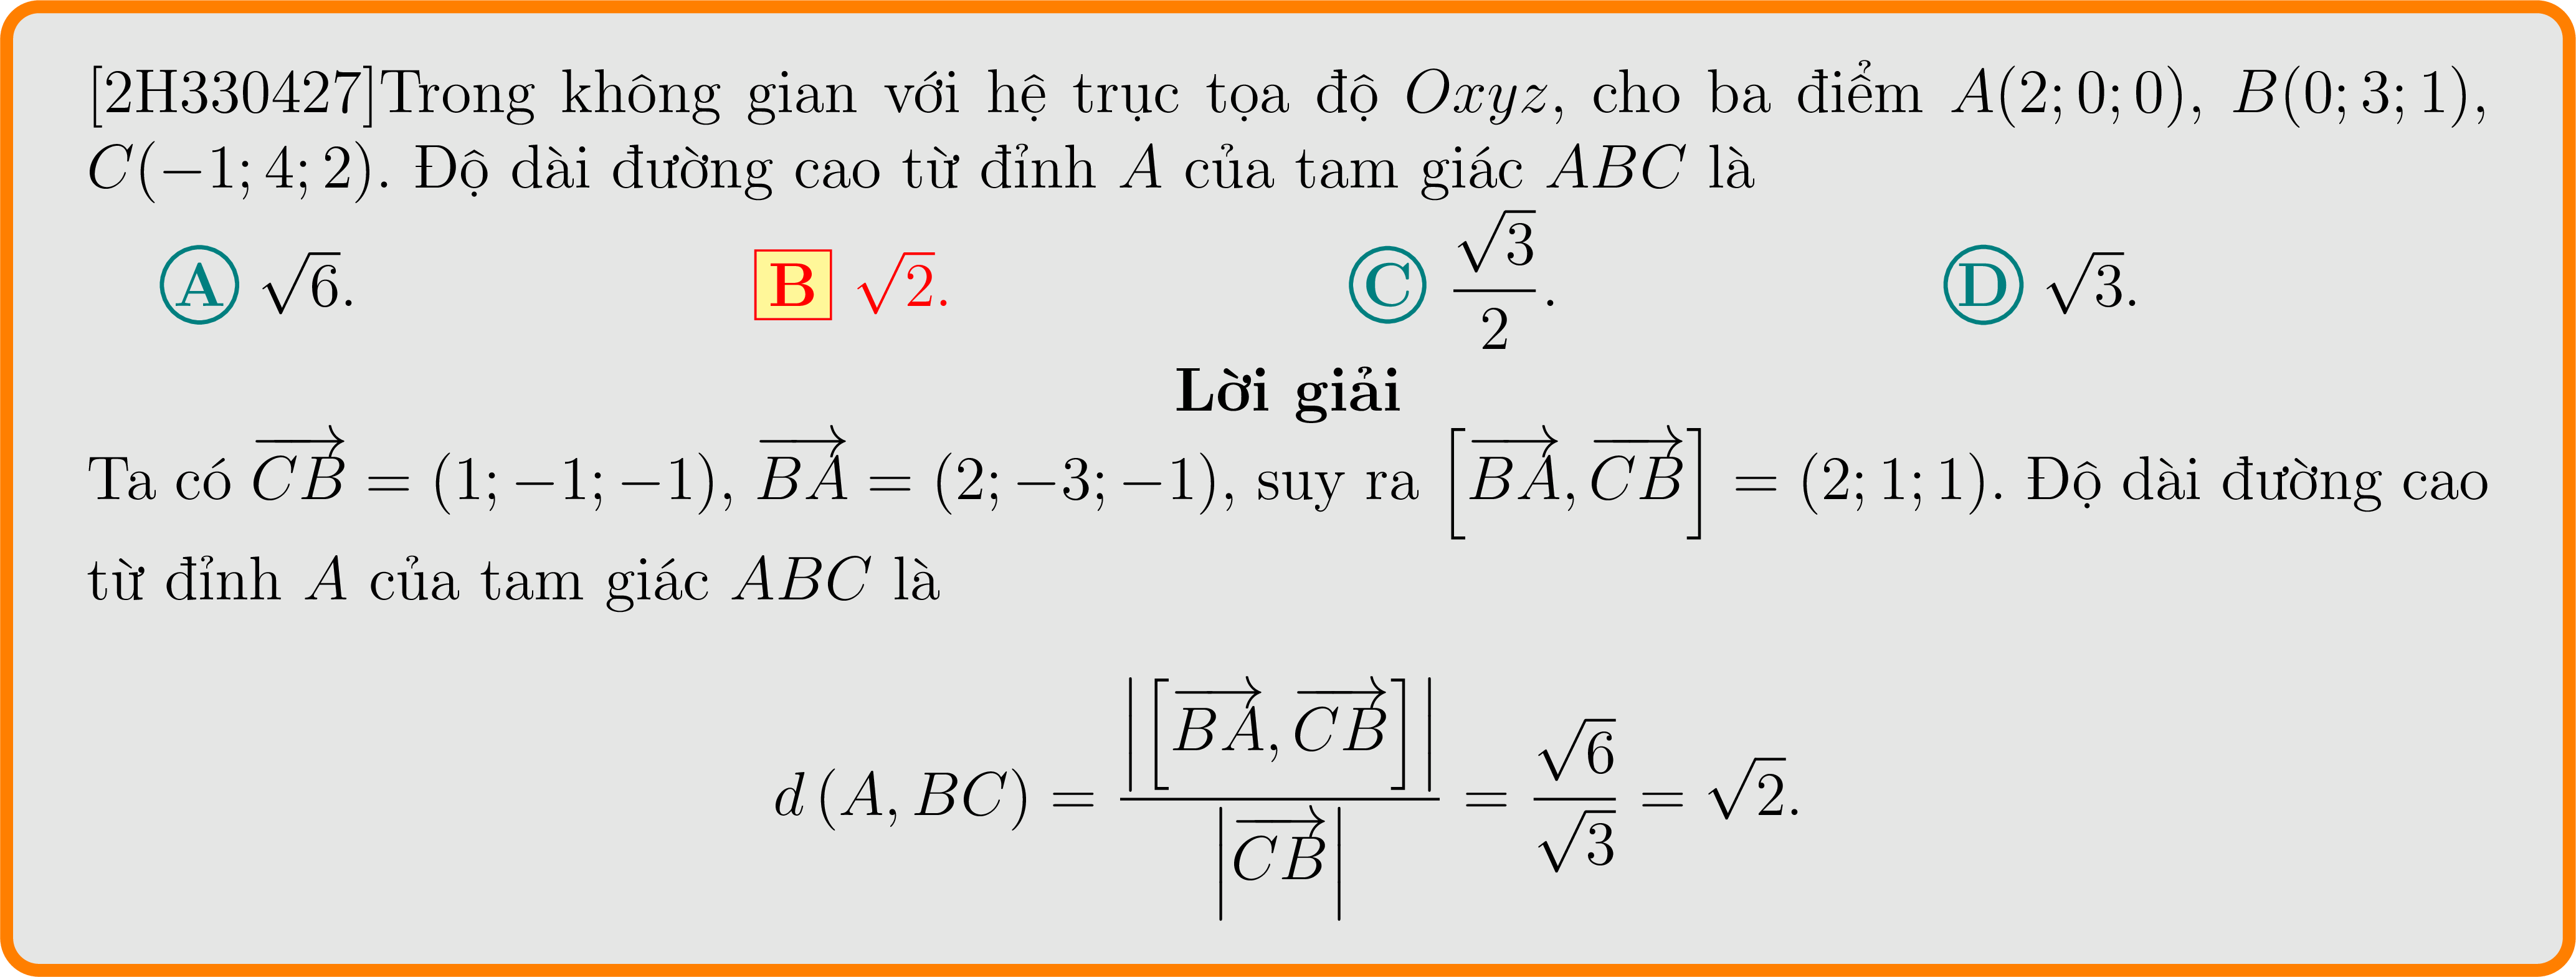 [2H330427]Trong không gian với hệ trục tọa độ $Oxyz$, cho ba điểm $A(2;0;0)$, $B(0;3;1)$,
$C(-1;4;2)$. Độ dài đường cao từ đỉnh $A$ của tam giác $ABC$ là
A $\sqrt{6}$. B $\sqrt{2}$. C $\dfrac{\sqrt{3}}{2}$. D $\sqrt{3}$.
Lời giải
Ta có $\overrightarrow{CB} = (1;-1;-1)$, $\overrightarrow{BA} = (2;-3;-1)$, suy ra $\left[\overrightarrow{BA}, \overrightarrow{CB}\right] = (2;1;1)$. Độ dài đường cao
từ đỉnh $A$ của tam giác $ABC$ là
$d\,(A, BC) = \dfrac{\left|\left[\overrightarrow{BA}, \overrightarrow{CB}\right]\right|}{\left|\overrightarrow{CB}\right|} = \dfrac{\sqrt{6}}{\sqrt{3}} = \sqrt{2}.$